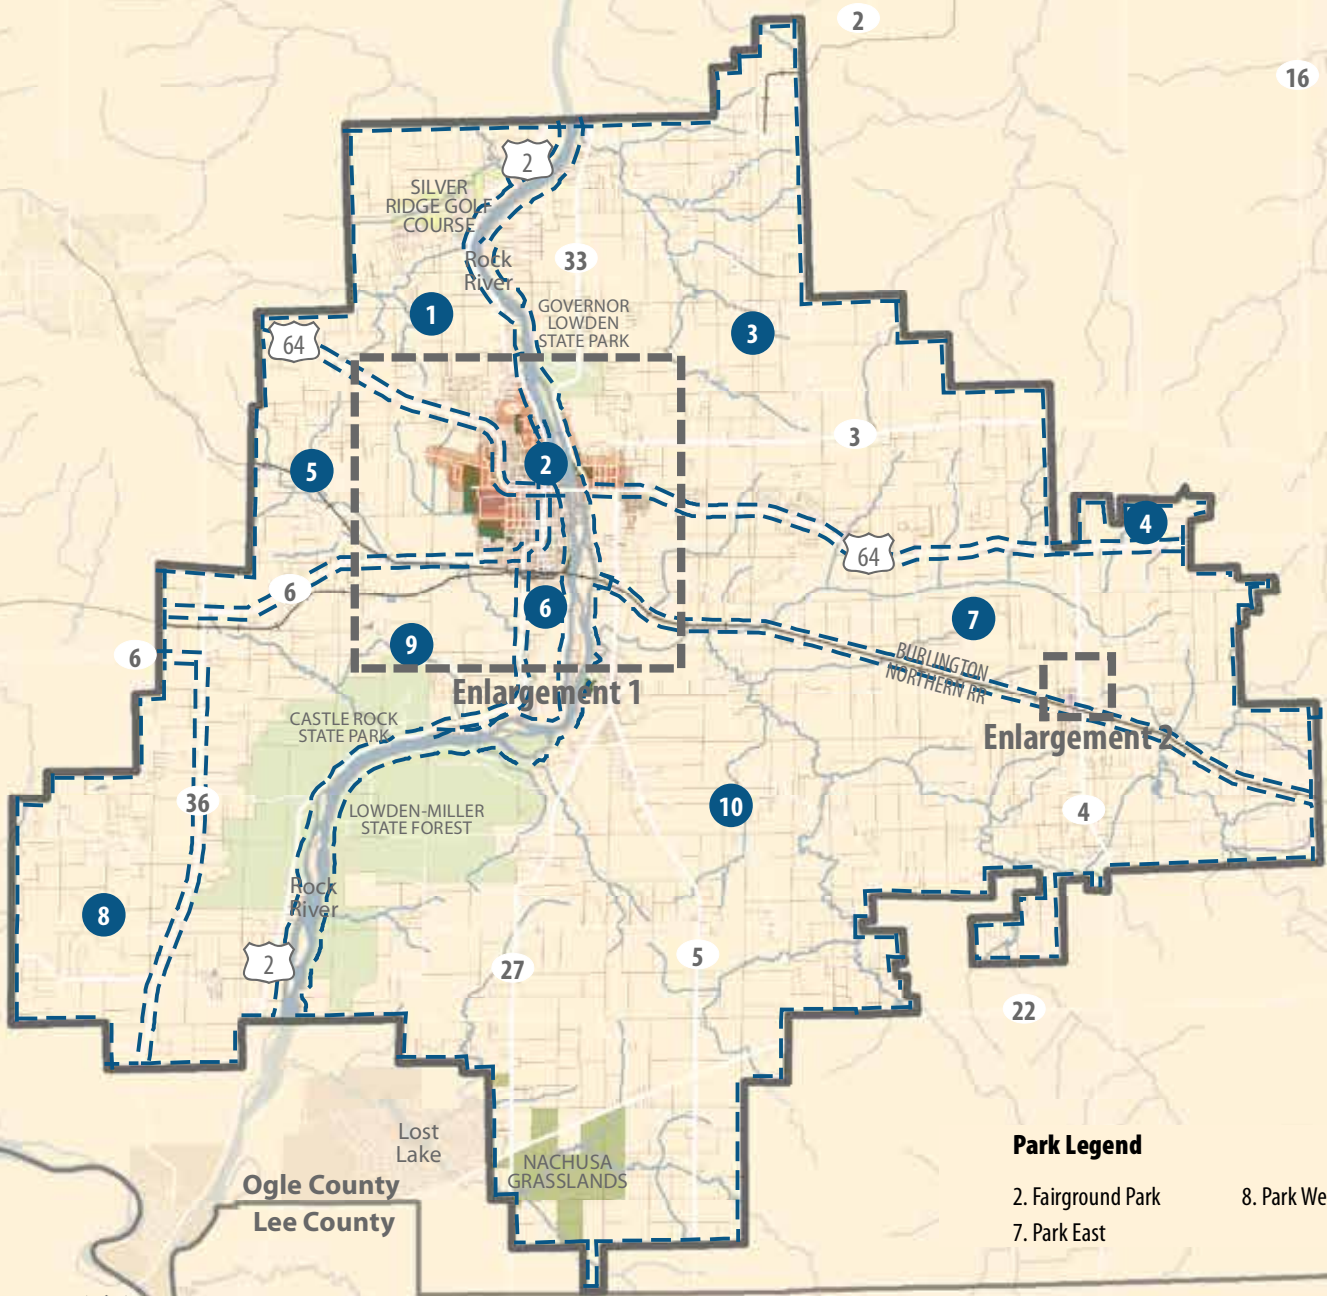 2
16
2
SILVER
RIDGE GOLF
COURSE
Rock
River
33
GOVERNOR
LOWDEN
STATE PARK
1
3
64
3
5
2
4
64
6
6
7
9
6
BURLINGTON
NORTHERN RR
Enlargement 1
CASTLE ROCK
STATE PARK
Enlargement 2
36
LOWDEN-MILLER
STATE FOREST
10
4
Rock
River
8
2
27
5
22
Lost
Lake
NACHUSA
GRASSLANDS
Ogle County
Lee County
Park Legend
2. Fairground Park
7. Park East
8. Park We